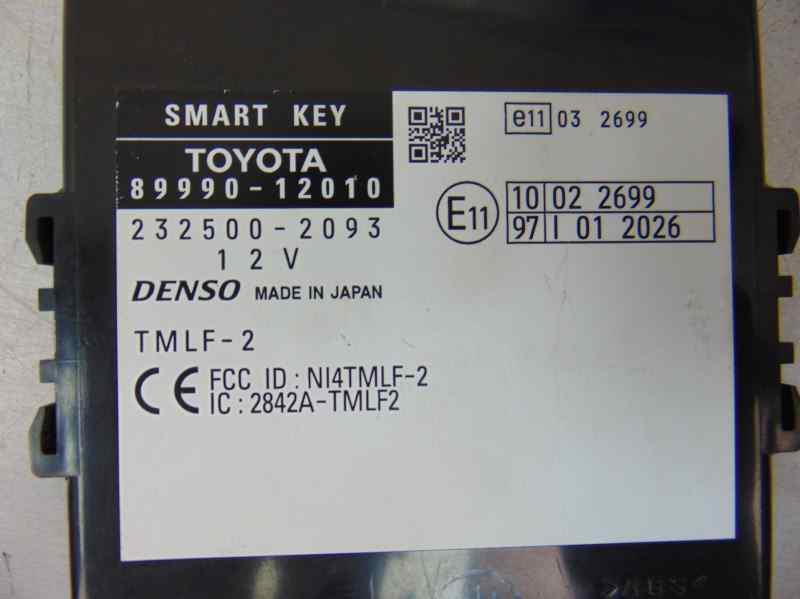 SMART KEY
TOYOTA
89990-12010
232500-2093
12V
DENSO MADE IN JAPAN
TMLF-2
CE FCC ID : NI4TMLF-2
IC : 2842A-TMLF2
e11 03 2699
E11
10 02 2699
97 I 01 2026